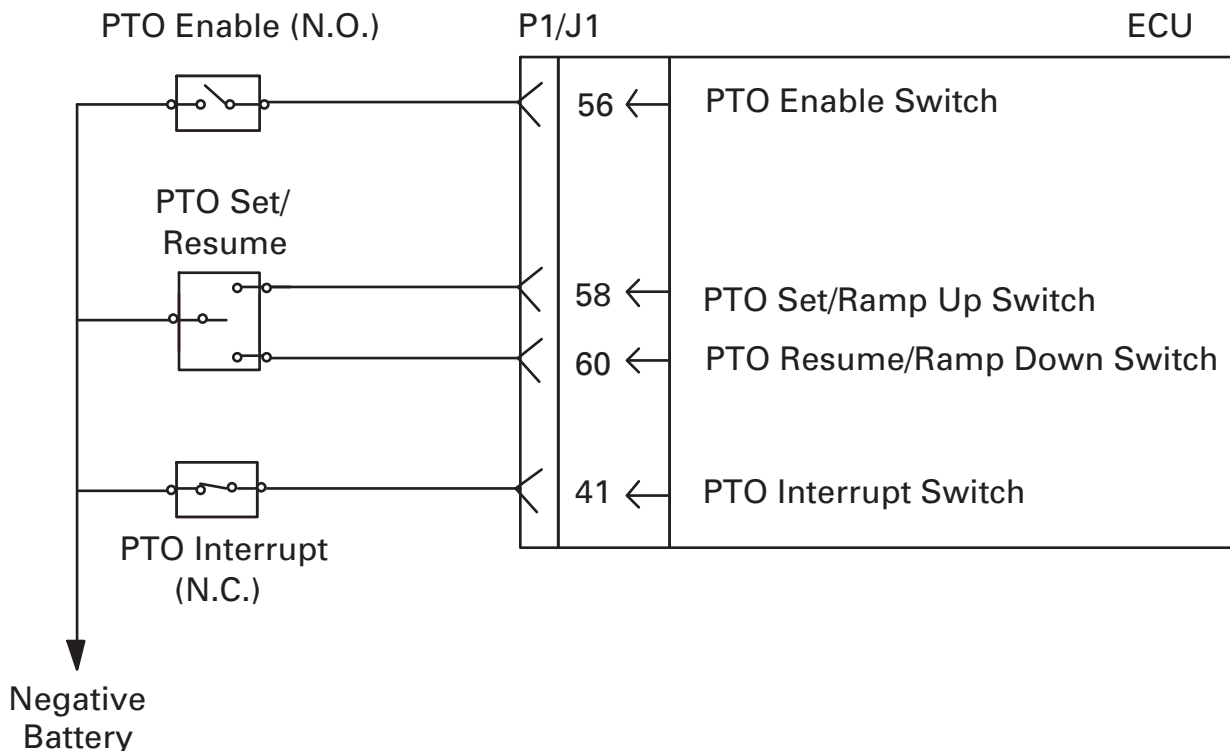 PTO Enable (N.O.)
P1/J1
ECU
56
PTO Enable Switch
PTO Set/
Resume
58
PTO Set/Ramp Up Switch
60
PTO Resume/Ramp Down Switch
41
PTO Interrupt Switch
PTO Interrupt
(N.C.)
Negative
Battery